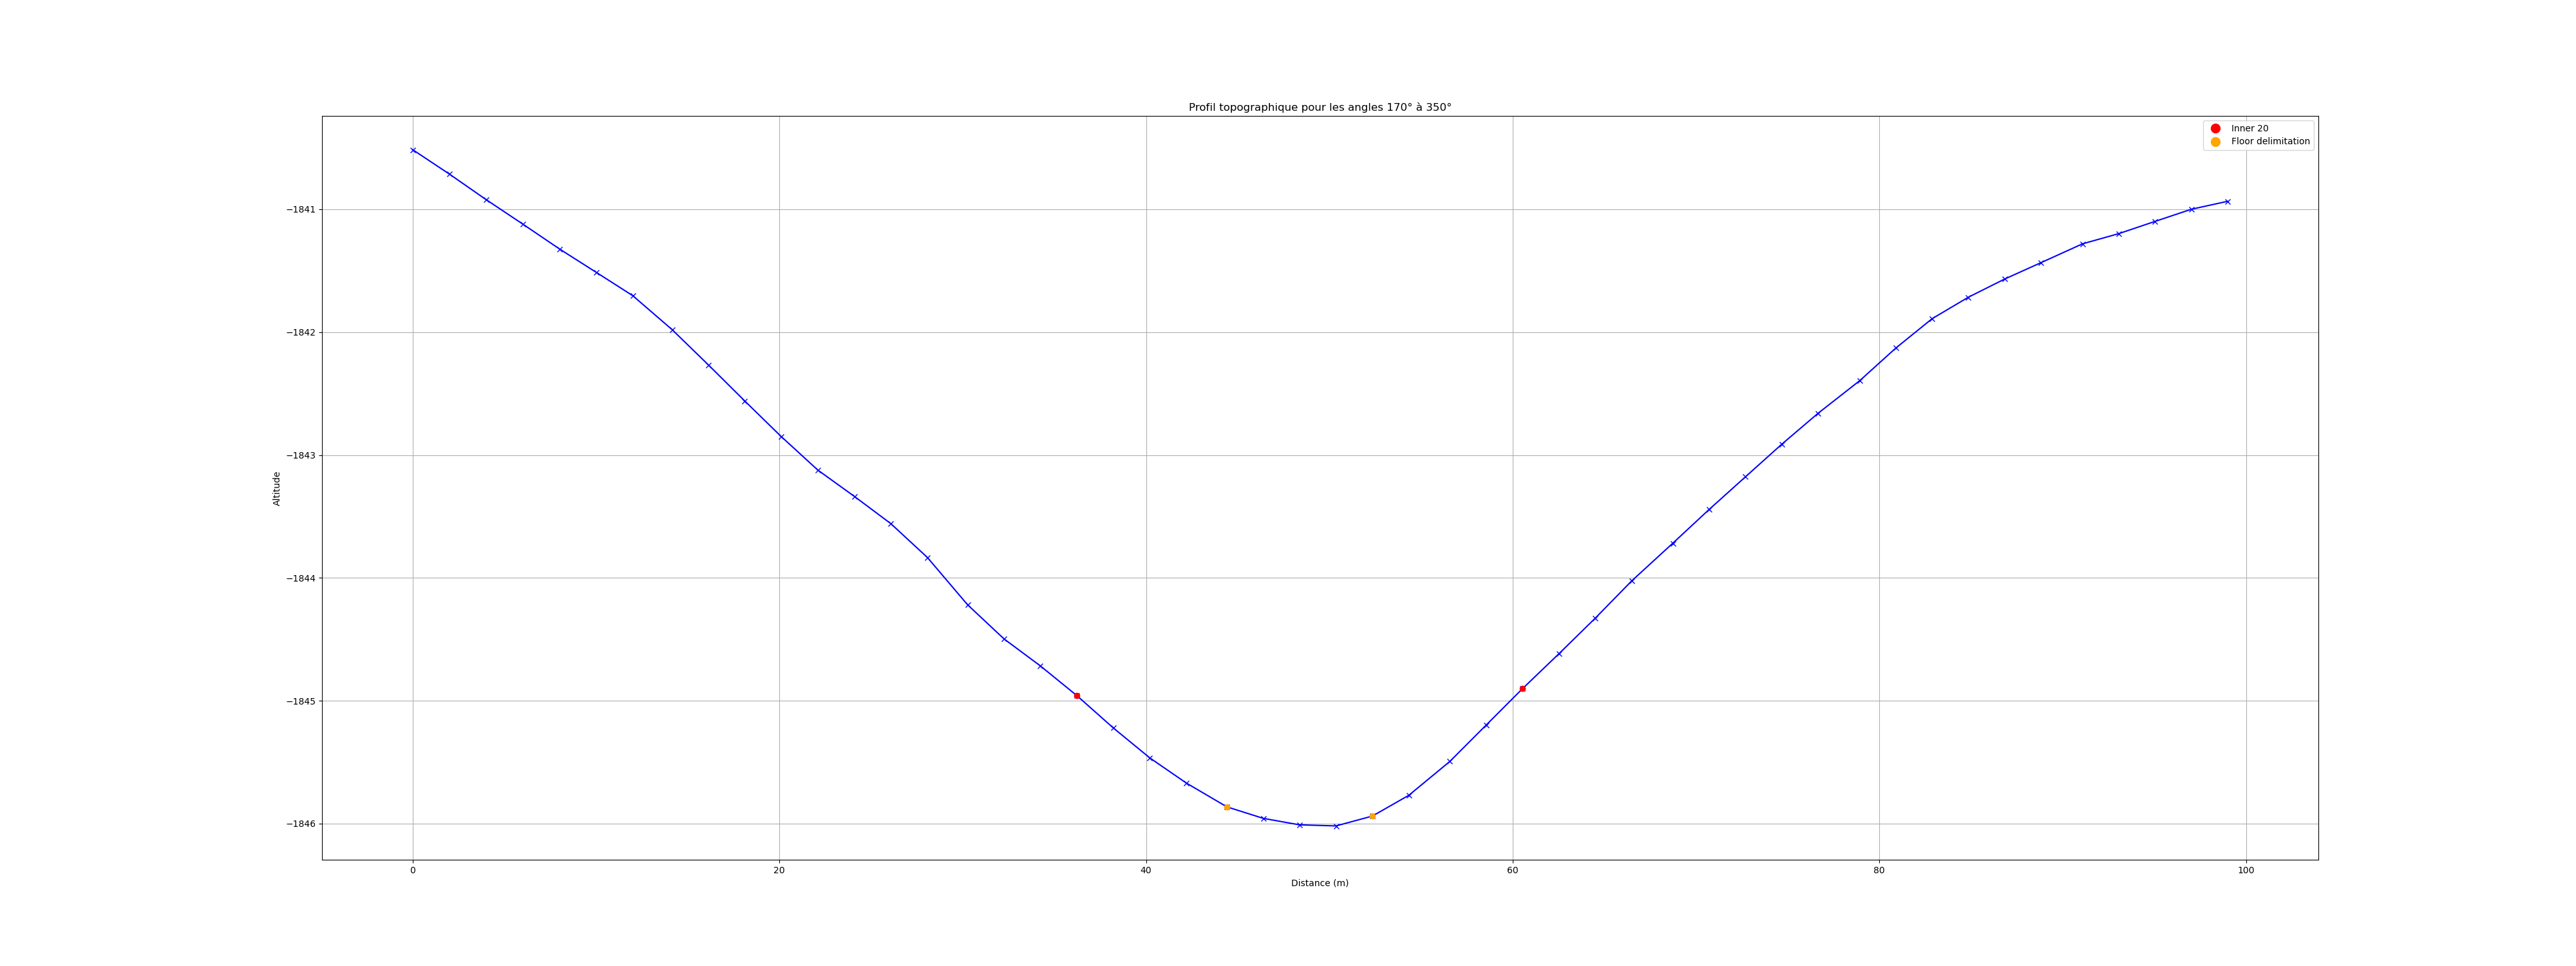 Profil topographique pour les angles 170° à 350°
Inner 20
Floor delimitation
−1841
−1842
−1843
−1844
−1845
−1846
Altitude
0
20
40
60
80
100
Distance (m)